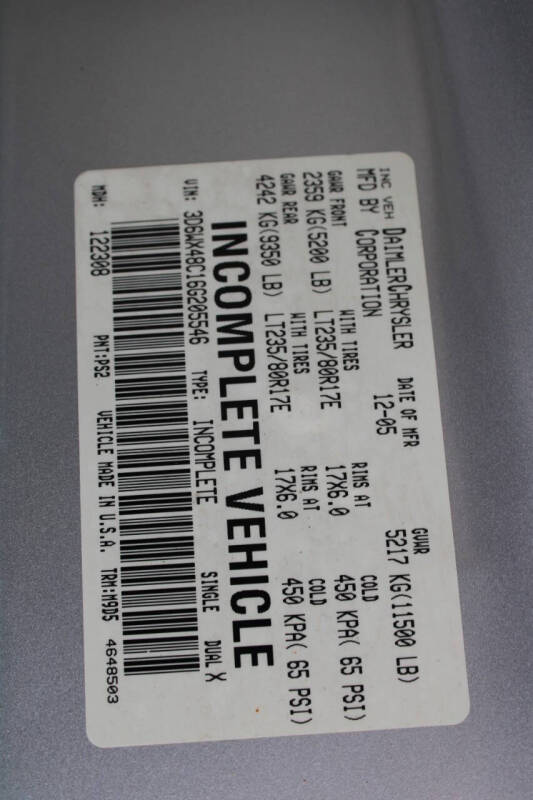 INC VEH DAIMLERCHRYSLER DATE OF MFR GVWR
MFD BY CORPORATION 12-05 5217 KG(11500 LB)
GAWR FRONT WITH TIRES RIMS AT COLD
2359 KG(5200 LB) LT235/80R17E 17X6.0 450 KPA( 65 PSI)
GAWR REAR WITH TIRES RIMS AT COLD
4242 KG(9350 LB) LT235/80R17E 17X6.0 450 KPA( 65 PSI)
INCOMPLETE VEHICLE
VIN: 3D6WX48C16G205546 TYPE: INCOMPLETE SINGLE DUAL X
MDH: 122308 PNT:PS2 VEHICLE MADE IN U.S.A. TRM:M9D5 4648503